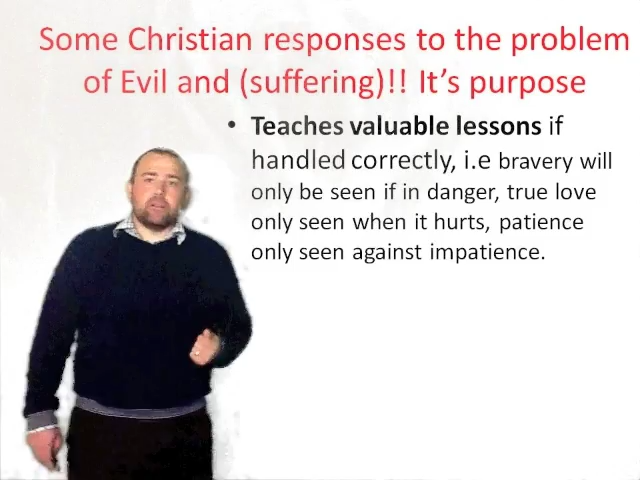 Some Christian responses to the problem
of Evil and (suffering)!! It's purpose
• Teaches valuable lessons if
handled correctly, i.e bravery will
only be seen if in danger, true love
only seen when it hurts, patience
only seen against impatience.